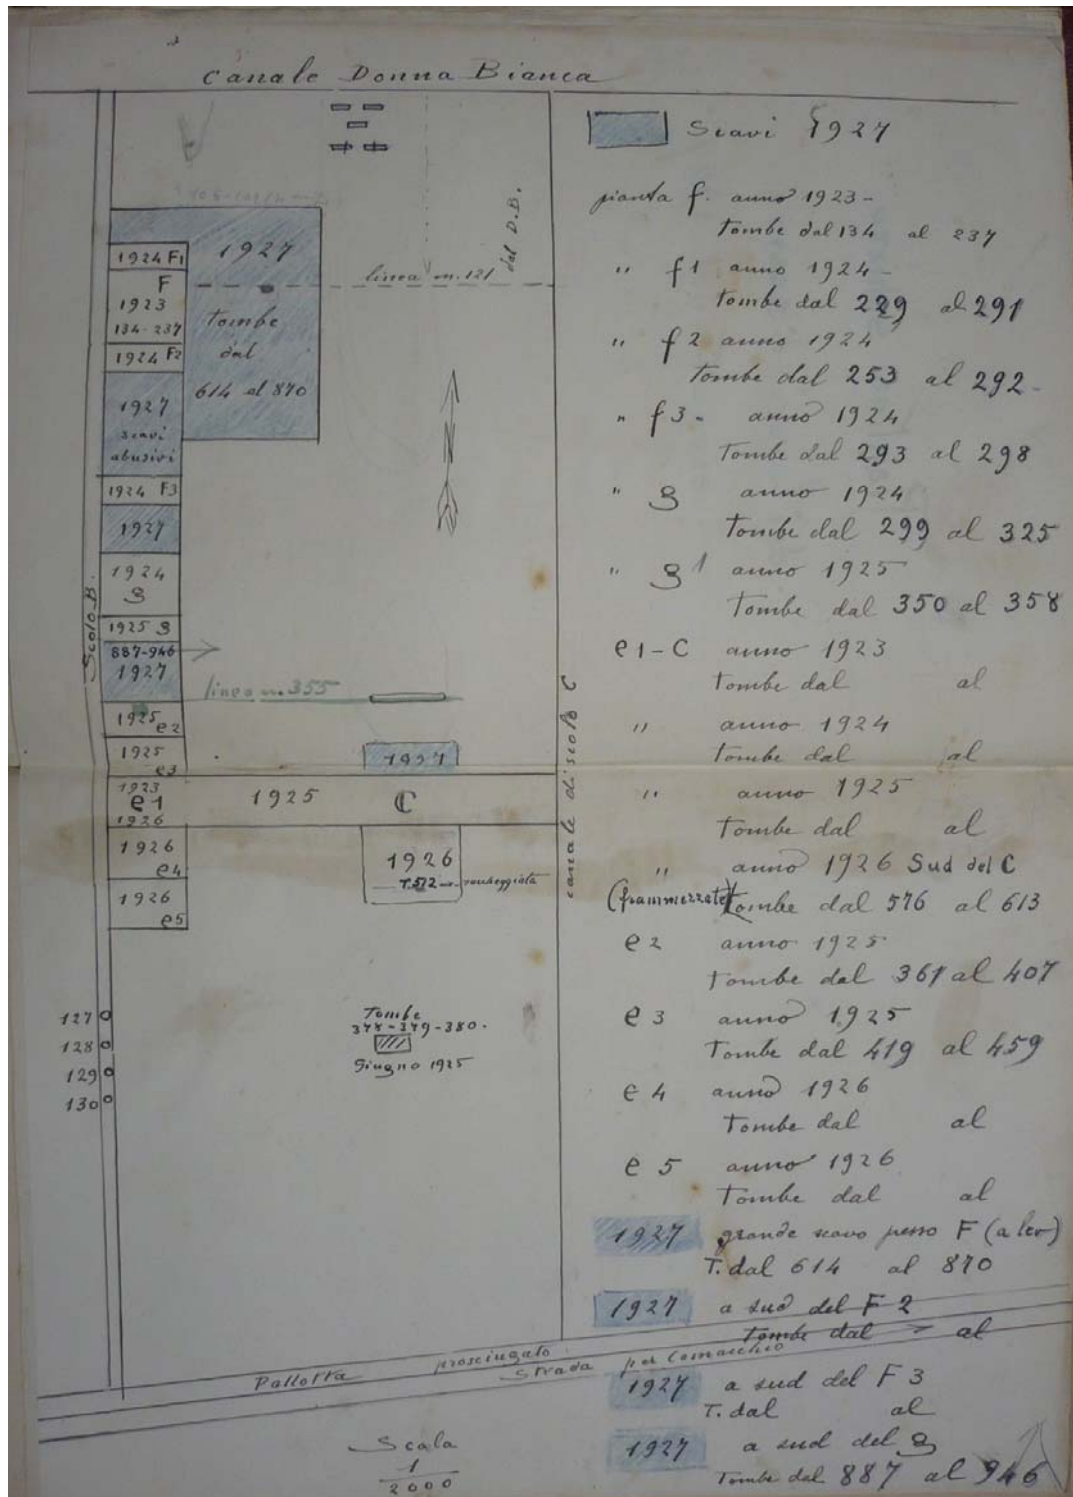 Canale Donna Bianca
1927
1924 F1
F
1923
134-237
1924 F2
Tombe
dal
614 al 870
linea m. 121
dal D.B.
1927
scavi
abusivi
1924 F3
1927
1924
g
1925 g
887-946
1927
Scolo B.
linea m. 355
1925
e2
1925
e3
1927
1923
e1
1926
1925 C
canale di scolo C
1926
e4
1926
e5
1926
T. 512
127
128
129
130
Tombe
378-379-380.
Giugno 1925
Pallotta prosciugato
Strada per Comacchio
Scala
1
2000
Scavi 1927
pianta f. anno 1923-
Tombe dal 134 al 237
" f1 anno 1924-
Tombe dal 229 al 291
" f2 anno 1924
Tombe dal 253 al 292-
" f3- anno 1924
Tombe dal 293 al 298
" g anno 1924
Tombe dal 299 al 325
" g1 anno 1925
Tombe dal 350 al 358
e1-C anno 1923
Tombe dal al
" anno 1924
Tombe dal al
" anno 1925
Tombe dal al
" anno 1926 Sud del C
(frammezzate) Tombe dal 576 al 613
e2 anno 1925
Tombe dal 361 al 407
e3 anno 1925
Tombe dal 419 al 459
e4 anno 1926
Tombe dal al
e5 anno 1926
Tombe dal al
1927 grande scavo presso F (a lev)
T. dal 614 al 870
1927 a sud del F2
Tombe dal al
1927 a sud del F3
T. dal al
1927 a sud del g
Tombe dal 887 al 946